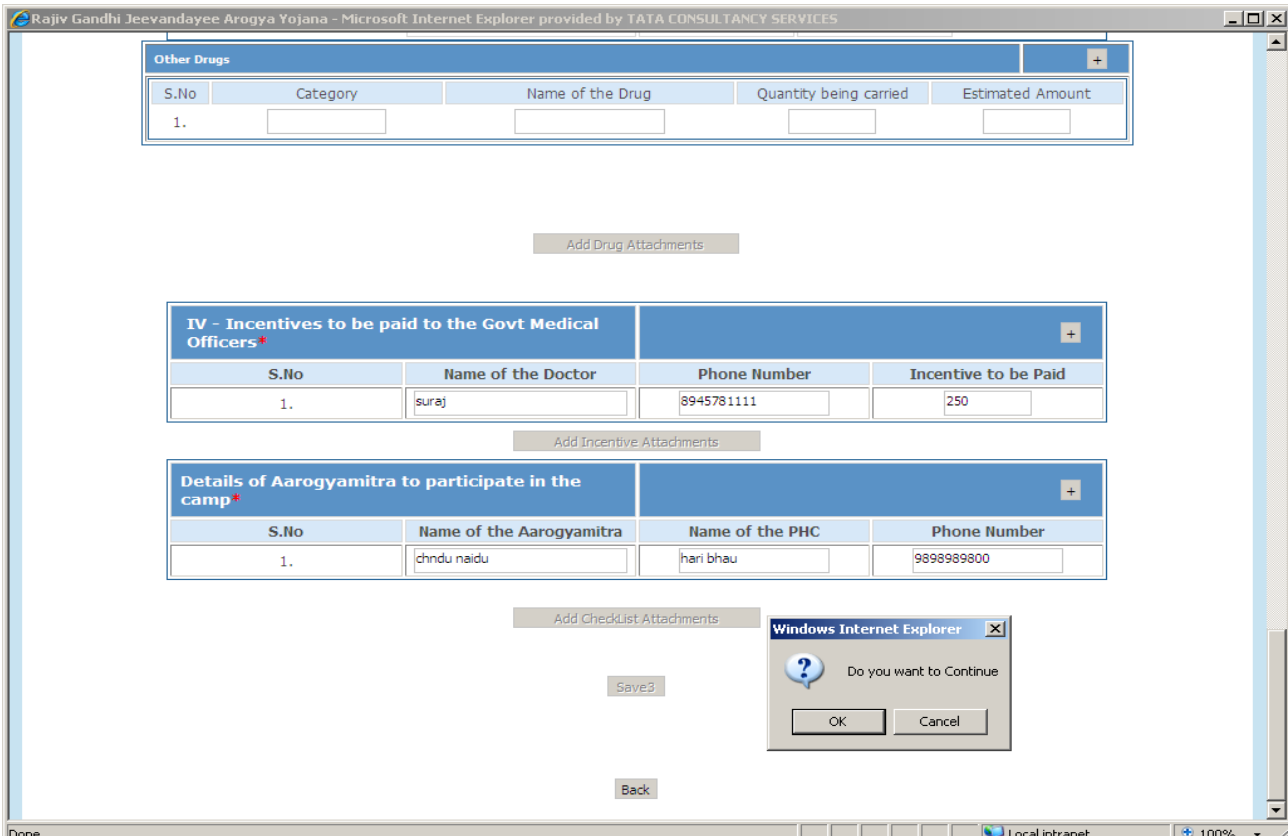 Rajiv Gandhi Jeevandayee Arogya Yojana - Microsoft Internet Explorer provided by TATA CONSULTANCY SERVICES
Other Drugs +
S.No Category Name of the Drug Quantity being carried Estimated Amount
1.
Add Drug Attachments
IV - Incentives to be paid to the Govt Medical
Officers* +
S.No Name of the Doctor Phone Number Incentive to be Paid
1. suraj 8945781111 250
Add Incentive Attachments
Details of Aarogyamitra to participate in the
camp* +
S.No Name of the Aarogyamitra Name of the PHC Phone Number
1. chndu naidu hari bhau 9898989800
Add CheckList Attachments
Windows Internet Explorer
Do you want to Continue
Save3
OK Cancel
Back
Done Local intranet 100%